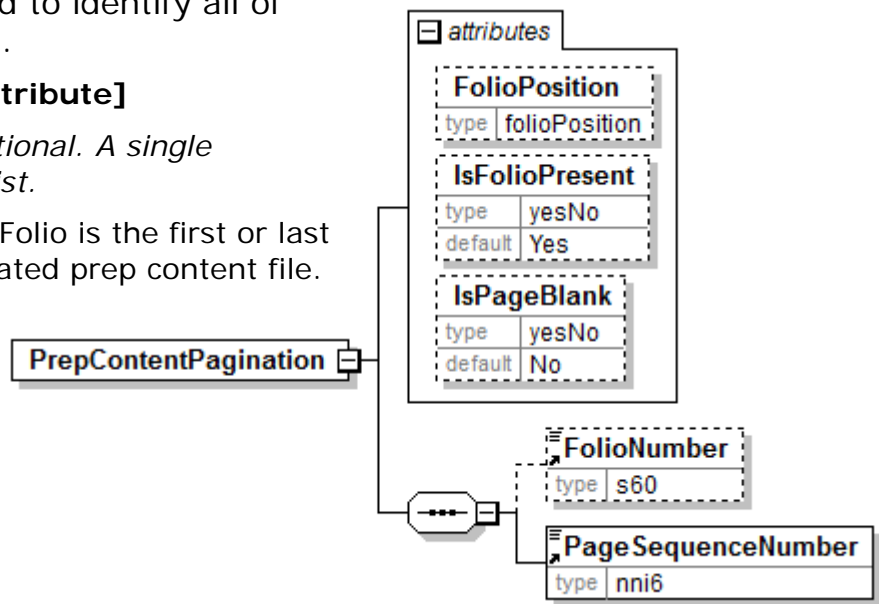 d to identify all of
.
tribute]
tional. A single
ist.
Folio is the first or last
ated prep content file.
attributes
FolioPosition
type folioPosition
IsFolioPresent
type yesNo
default Yes
IsPageBlank
type yesNo
default No
PrepContentPagination
FolioNumber
type s60
PageSequenceNumber
type nni6